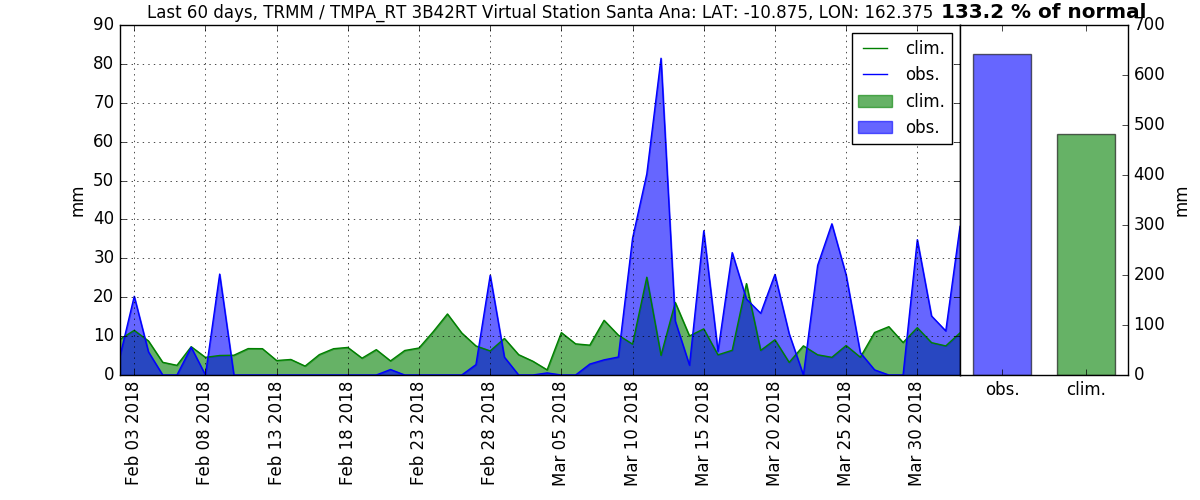 Last 60 days, TRMM / TMPA_RT 3B42RT Virtual Station Santa Ana: LAT: -10.875, LON: 162.375 133.2 % of normal
90
80
70
60
50
40
30
20
10
0
mm
clim.
obs.
clim.
obs.
700
600
500
400
300
200
100
0
mm
obs. clim.
Feb 03 2018
Feb 08 2018
Feb 13 2018
Feb 18 2018
Feb 23 2018
Feb 28 2018
Mar 05 2018
Mar 10 2018
Mar 15 2018
Mar 20 2018
Mar 25 2018
Mar 30 2018